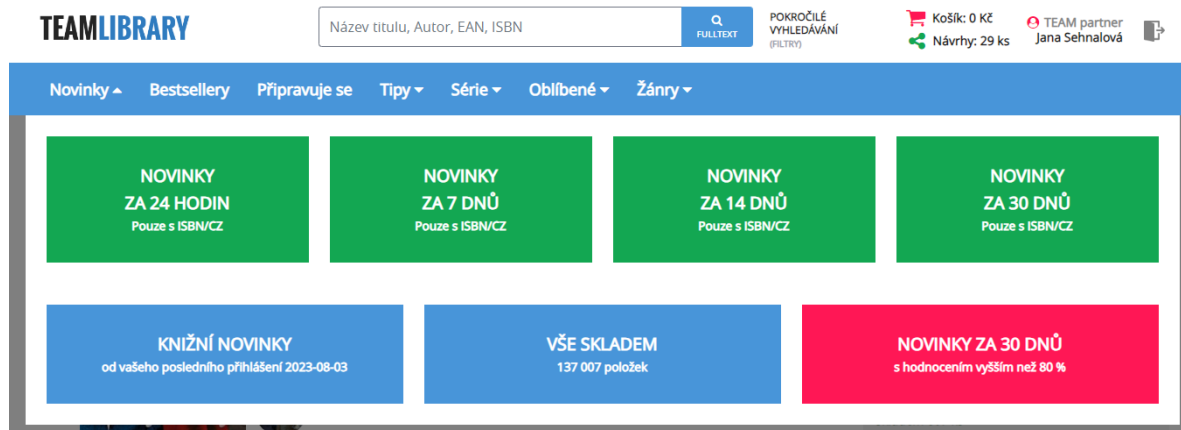 TEAMLIBRARY
Název titulu, Autor, EAN, ISBN
FULLTEXT
POKROČILÉ
VYHLEDÁVÁNÍ
(FILTRY)
Košík: 0 Kč
Návrhy: 29 ks
TEAM partner
Jana Sehnalová
Novinky Bestsellery Připravuje se Tipy Série Oblíbené Žánry
NOVINKY
ZA 24 HODIN
Pouze s ISBN/CZ
NOVINKY
ZA 7 DNŮ
Pouze s ISBN/CZ
NOVINKY
ZA 14 DNŮ
Pouze s ISBN/CZ
NOVINKY
ZA 30 DNŮ
Pouze s ISBN/CZ
KNIŽNÍ NOVINKY
od vašeho posledního přihlášení 2023-08-03
VŠE SKLADEM
137 007 položek
NOVINKY ZA 30 DNŮ
s hodnocením vyšším než 80 %